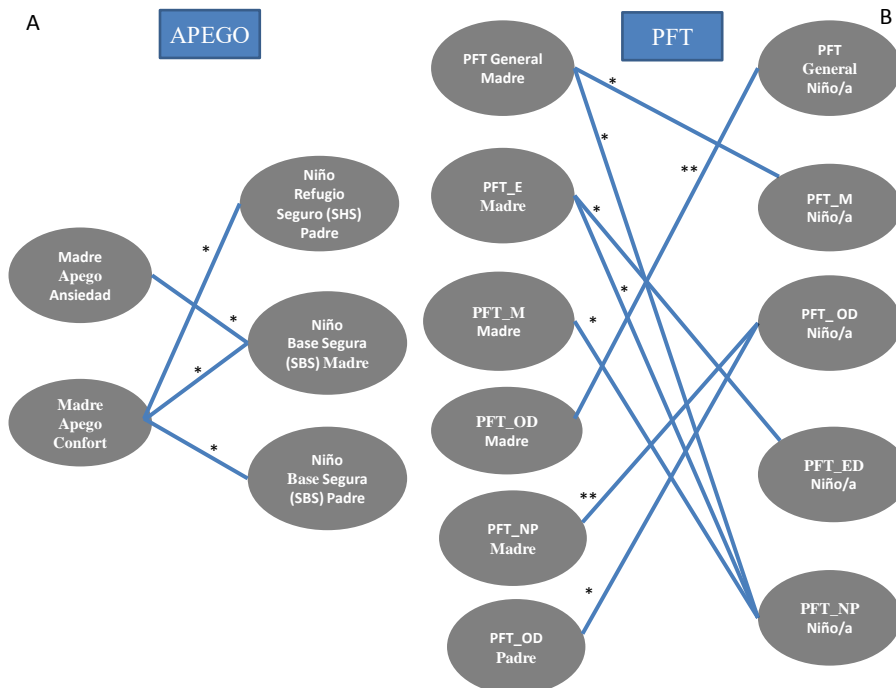 A
APEGO
Niño
Refugio
Seguro (SHS)
Padre
*
Madre
Apego
Ansiedad
*
Niño
Base Segura
(SBS) Madre
*
Madre
Apego
Confort
*
Niño
Base Segura
(SBS) Padre
B
PFT
PFT General
Madre
*
*
PFT
General
Niño/a
**
PFT_E
Madre
*
*
PFT_M
Niño/a
PFT_M
Madre
*
PFT_ OD
Niño/a
PFT_OD
Madre
PFT_ED
Niño/a
**
PFT_NP
Madre
*
PFT_NP
Niño/a
PFT_OD
Padre